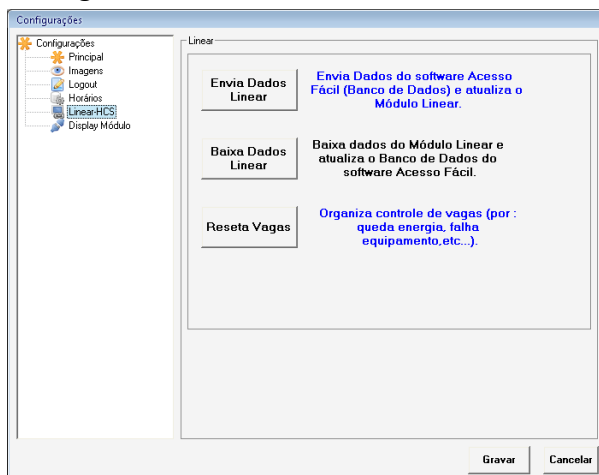 Configurações
Configurações
Principal
Imagens
Logout
Horários
Linear-HCS
Display Módulo
Linear
Envia Dados
Linear
Envia Dados do software Acesso
Fácil (Banco de Dados) e atualiza o
Módulo Linear.
Baixa Dados
Linear
Baixa dados do Módulo Linear e
atualiza o Banco de Dados do
software Acesso Fácil.
Reseta Vagas
Organiza controle de vagas (por :
queda energia, falha
equipamento,etc...).
Gravar
Cancelar